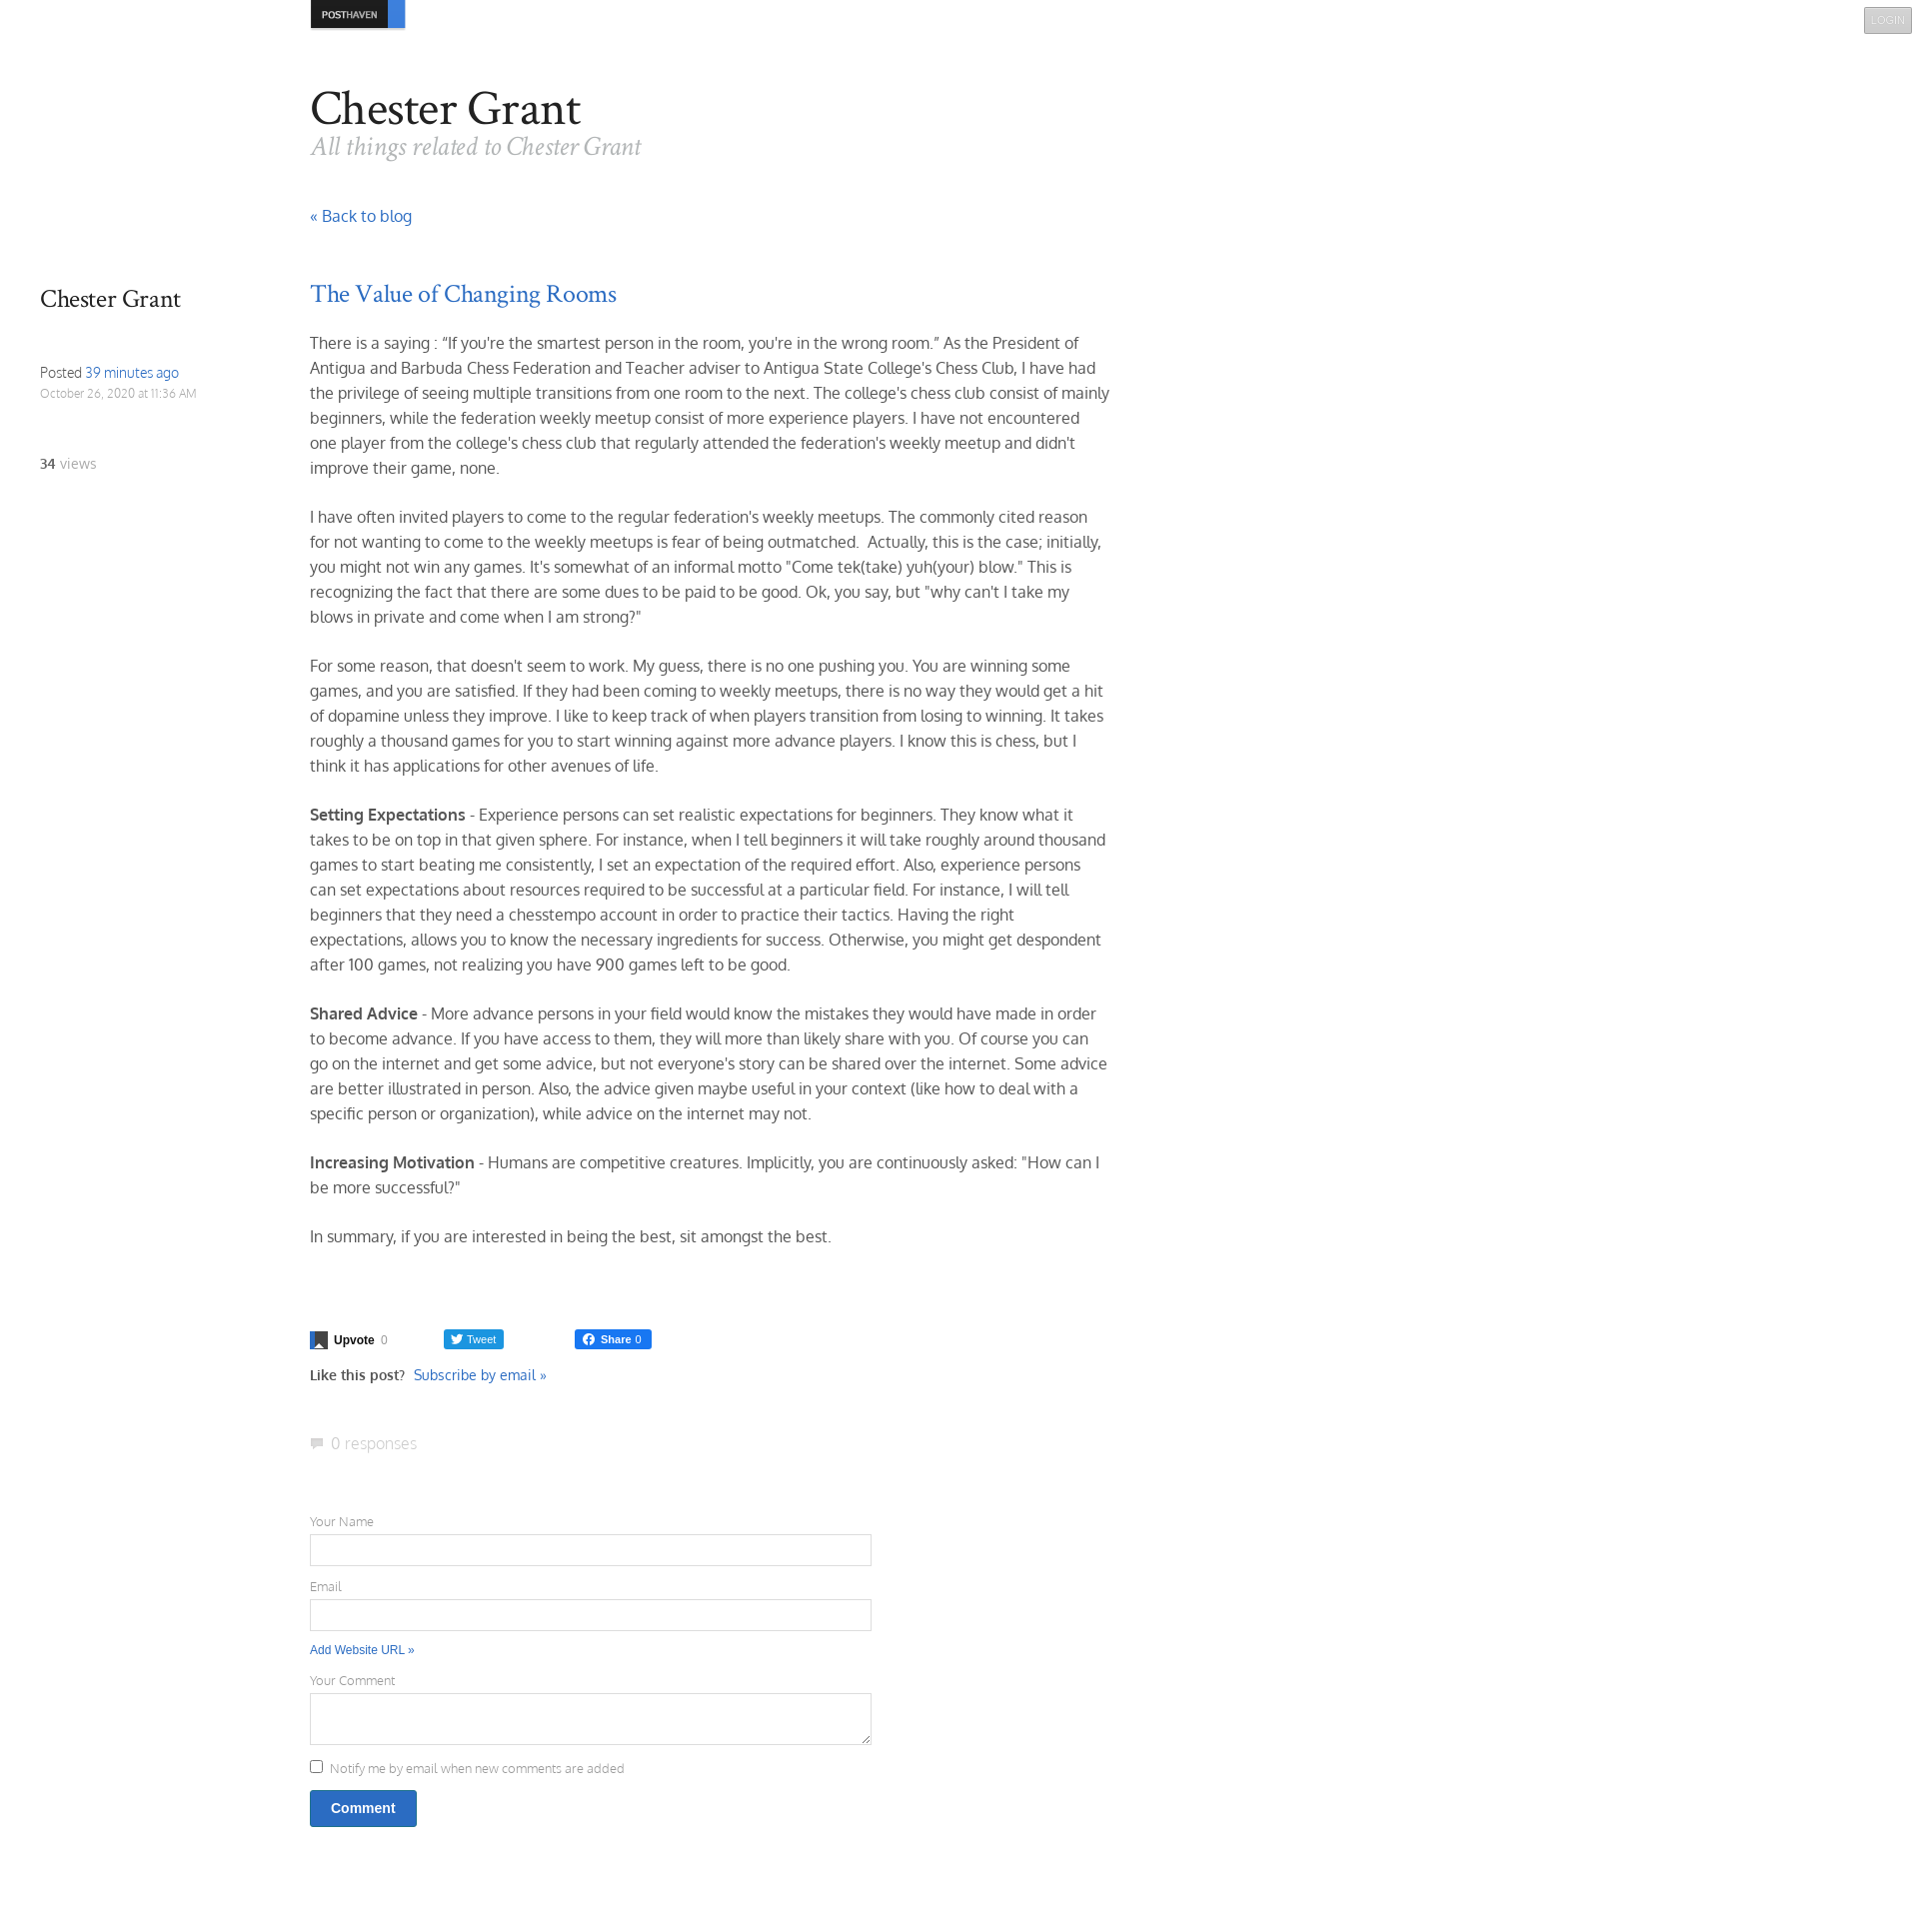 POSTHAVEN
LOGIN
Chester Grant
All things related to Chester Grant
« Back to blog
Chester Grant
Posted 39 minutes ago
October 26, 2020 at 11:36 AM
34 views
The Value of Changing Rooms
There is a saying : “If you're the smartest person in the room, you're in the wrong room.” As the President of
Antigua and Barbuda Chess Federation and Teacher adviser to Antigua State College's Chess Club, I have had
the privilege of seeing multiple transitions from one room to the next. The college's chess club consist of mainly
beginners, while the federation weekly meetup consist of more experience players. I have not encountered
one player from the college's chess club that regularly attended the federation's weekly meetup and didn't
improve their game, none.
I have often invited players to come to the regular federation's weekly meetups. The commonly cited reason
for not wanting to come to the weekly meetups is fear of being outmatched.  Actually, this is the case; initially,
you might not win any games. It's somewhat of an informal motto "Come tek(take) yuh(your) blow." This is
recognizing the fact that there are some dues to be paid to be good. Ok, you say, but "why can't I take my
blows in private and come when I am strong?"
For some reason, that doesn't seem to work. My guess, there is no one pushing you. You are winning some
games, and you are satisfied. If they had been coming to weekly meetups, there is no way they would get a hit
of dopamine unless they improve. I like to keep track of when players transition from losing to winning. It takes
roughly a thousand games for you to start winning against more advance players. I know this is chess, but I
think it has applications for other avenues of life.
Setting Expectations - Experience persons can set realistic expectations for beginners. They know what it
takes to be on top in that given sphere. For instance, when I tell beginners it will take roughly around thousand
games to start beating me consistently, I set an expectation of the required effort. Also, experience persons
can set expectations about resources required to be successful at a particular field. For instance, I will tell
beginners that they need a chesstempo account in order to practice their tactics. Having the right
expectations, allows you to know the necessary ingredients for success. Otherwise, you might get despondent
after 100 games, not realizing you have 900 games left to be good.
Shared Advice - More advance persons in your field would know the mistakes they would have made in order
to become advance. If you have access to them, they will more than likely share with you. Of course you can
go on the internet and get some advice, but not everyone's story can be shared over the internet. Some advice
are better illustrated in person. Also, the advice given maybe useful in your context (like how to deal with a
specific person or organization), while advice on the internet may not.
Increasing Motivation - Humans are competitive creatures. Implicitly, you are continuously asked: "How can I
be more successful?"
In summary, if you are interested in being the best, sit amongst the best.
Upvote 0 Tweet Share 0
Like this post? Subscribe by email »
0 responses
Your Name
Email
Add Website URL »
Your Comment
Notify me by email when new comments are added
Comment